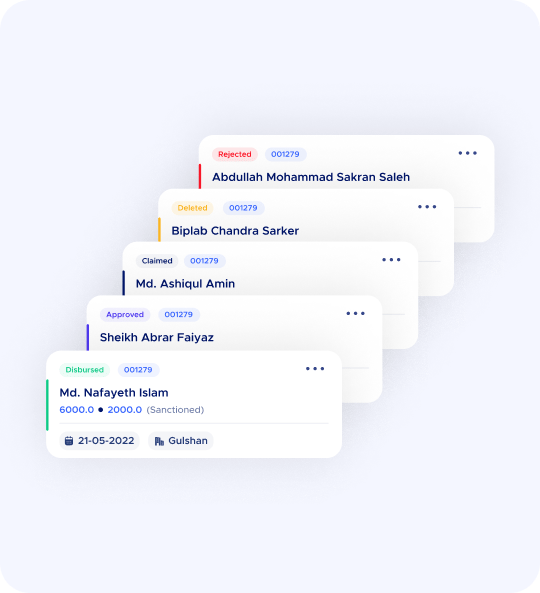 Rejected 001279
Abdullah Mohammad Sakran Saleh
Deleted 001279
Biplab Chandra Sarker
Claimed 001279
Md. Ashiqul Amin
Approved 001279
Sheikh Abrar Faiyaz
Disbursed 001279
Md. Nafayeth Islam
6000.0 • 2000.0 (Sanctioned)
21-05-2022 Gulshan